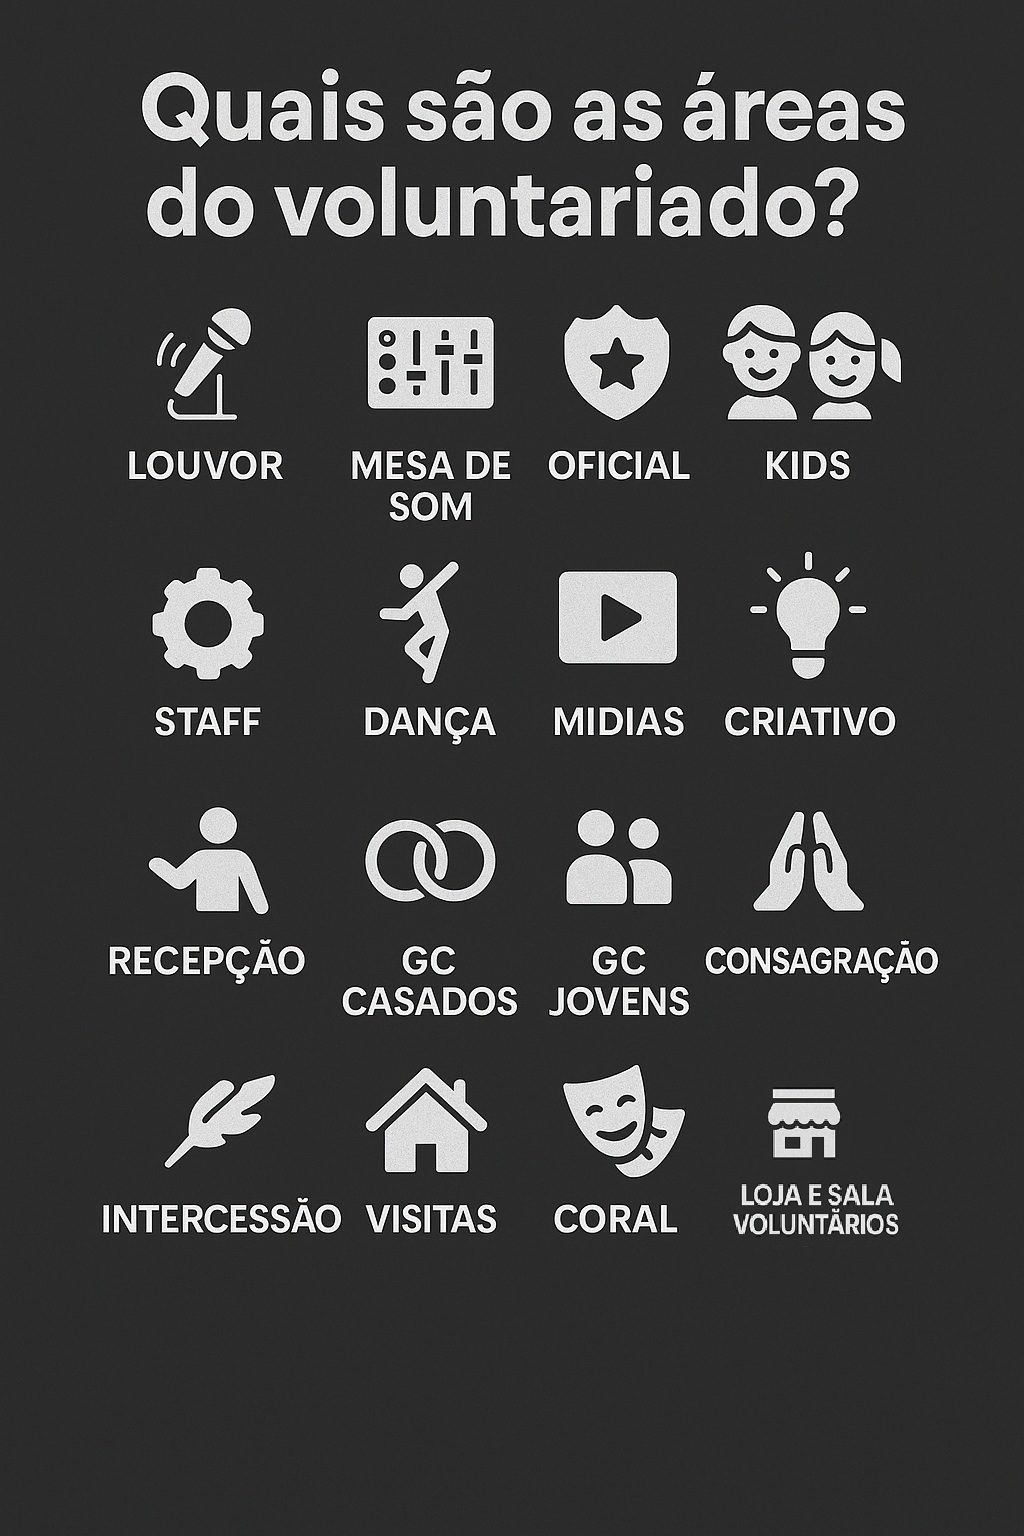 Quais são as áreas
do voluntariado?
LOUVOR
MESA DE
SOM
OFICIAL
KIDS
STAFF
DANÇA
MIDIAS
CRIATIVO
RECEPÇÃO
GC
CASADOS
GC
JOVENS
CONSAGRAÇÃO
INTERCESSÃO
VISITAS
CORAL
LOJA E SALA
VOLUNTÁRIOS